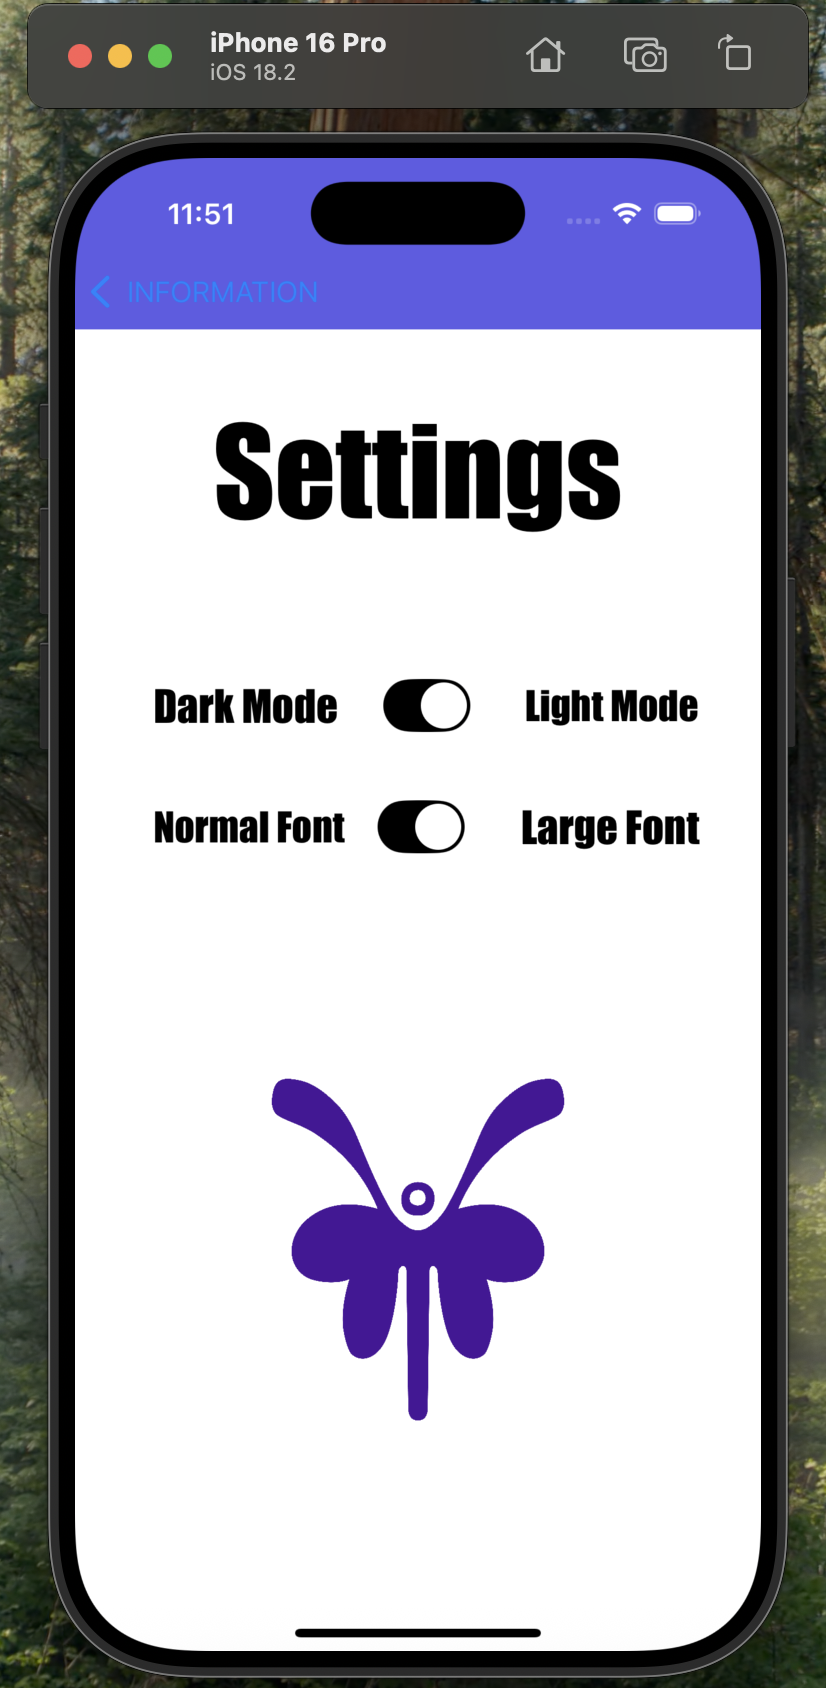 iPhone 16 Pro
iOS 18.2
11:51
INFORMATION
Settings
Dark Mode Light Mode
Normal Font Large Font